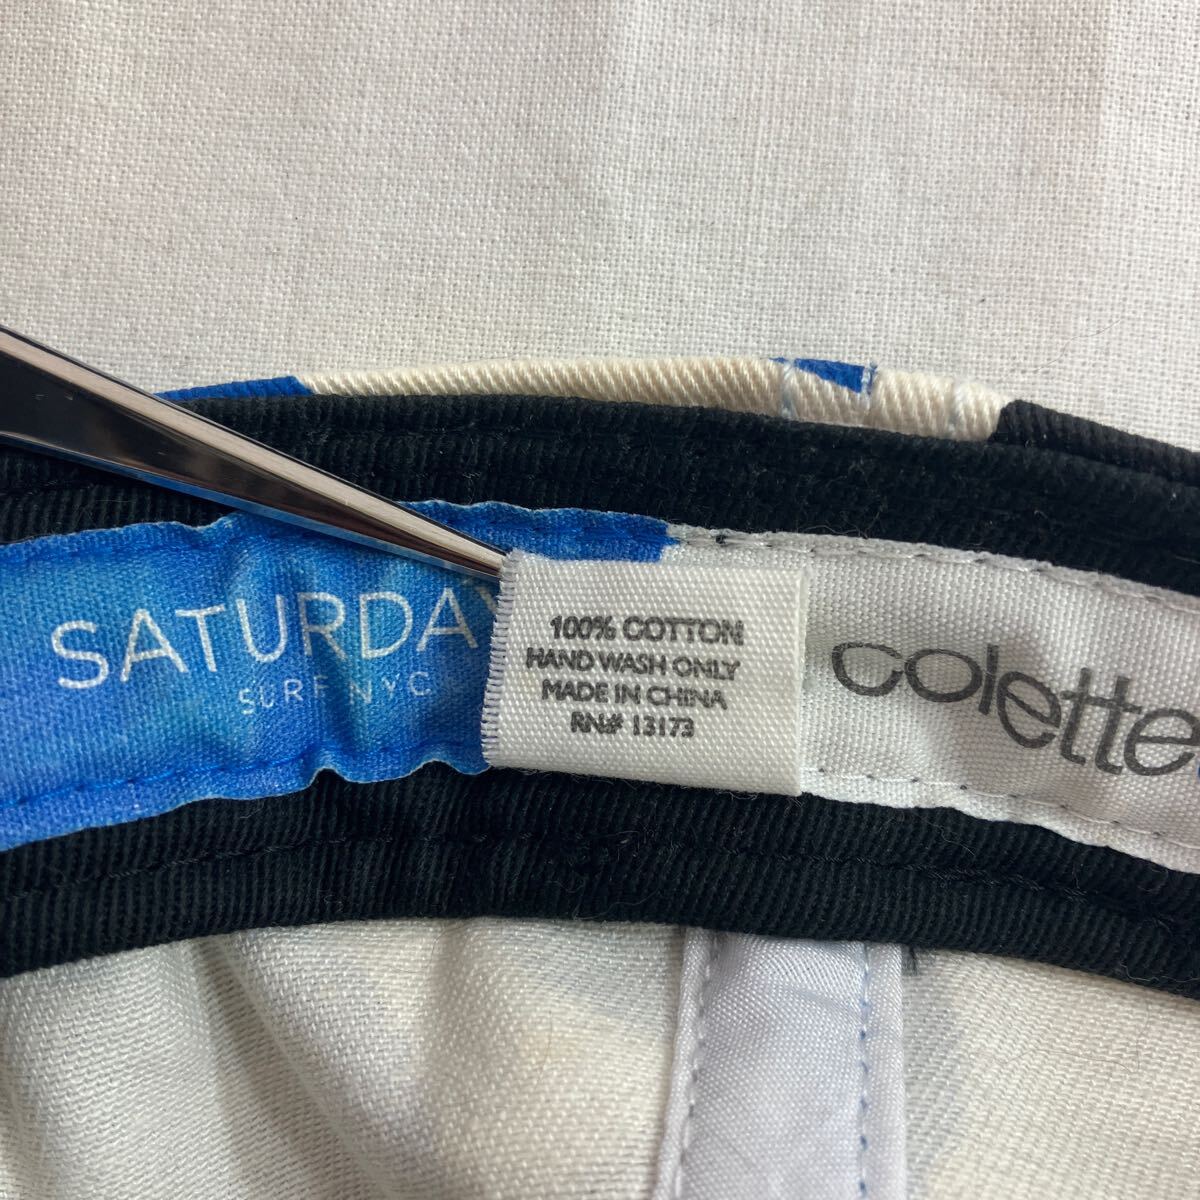 SATURDAY
SURF NYC
100% COTTON
HAND WASH ONLY
MADE IN CHINA
RN# 13173
colette